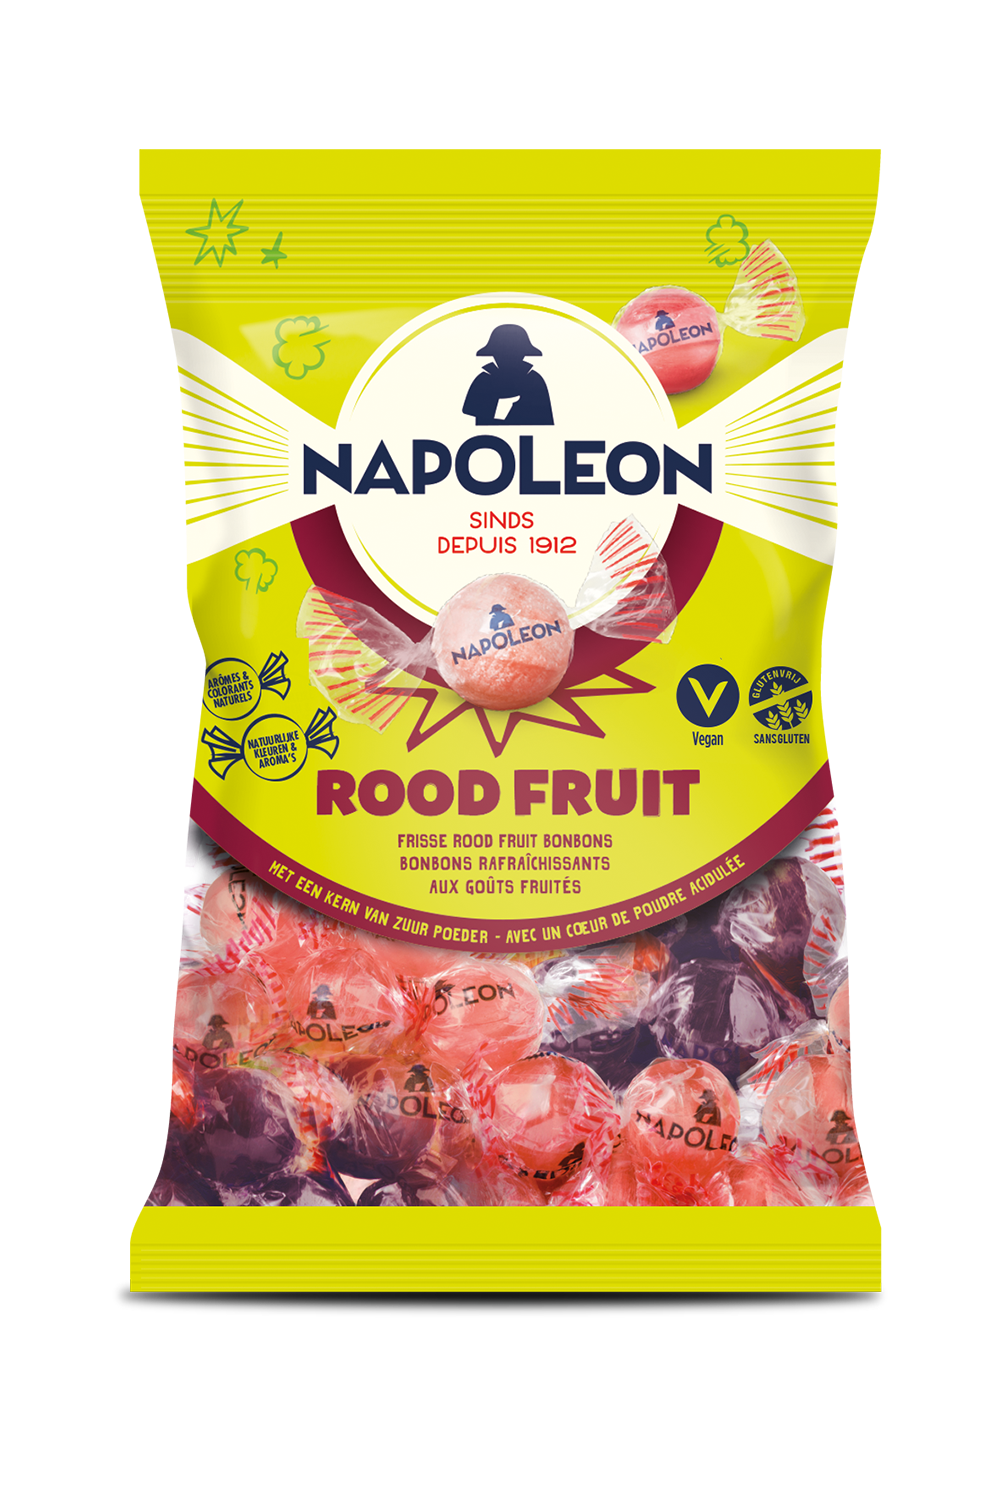 NAPOLEON
NAPOLEON
SINDS
DEPUIS 1912
NAPOLEON
ARÔMES &
COLORANTS
NATURELS
NATUURLIJKE
KLEUREN &
AROMA'S
Vegan
GLUTENVRIJ
SANS GLUTEN
ROOD FRUIT
FRISSE ROOD FRUIT BONBONS
BONBONS RAFRAÎCHISSANTS
AUX GOÛTS FRUITÉS
MET EEN KERN VAN ZUUR POEDER - AVEC UN CŒUR DE POUDRE ACIDULÉE